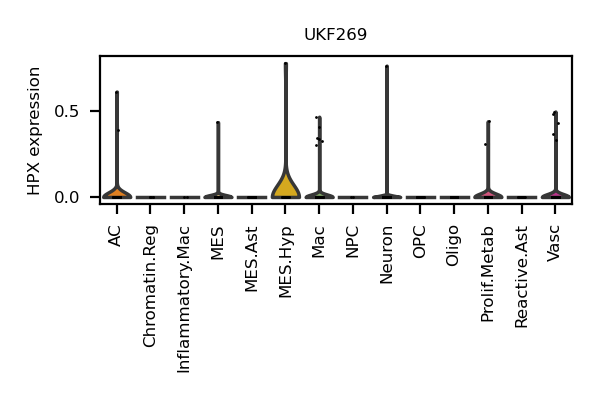 UKF269
HPX expression
0.5
0.0
AC
Chromatin.Reg
Inflammatory.Mac
MES
MES.Ast
MES.Hyp
Mac
NPC
Neuron
OPC
Oligo
Prolif.Metab
Reactive.Ast
Vasc